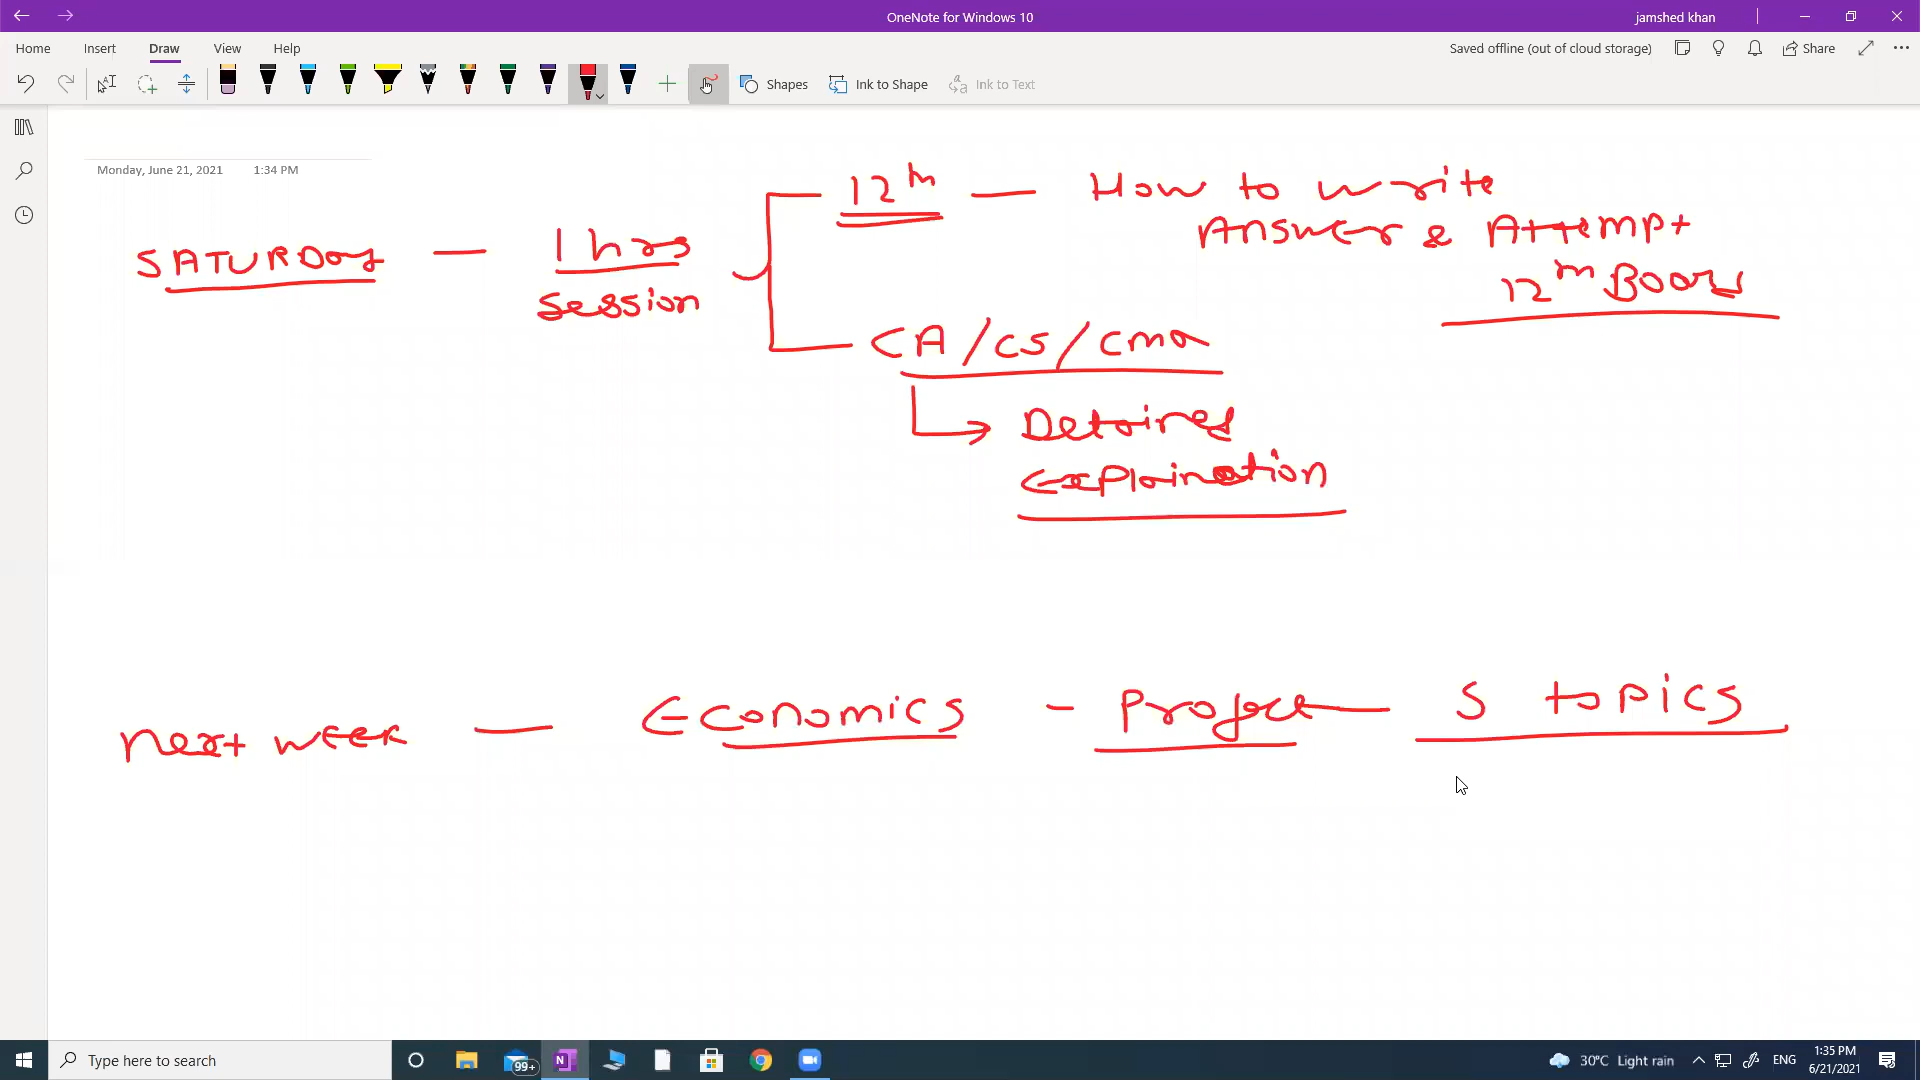 OneNote for Windows 10
jamshed khan
Home Insert Draw View Help
Saved offline (out of cloud storage)
Share
Shapes
Ink to Shape
Ink to Text
Monday, June 21, 2021 1:34 PM
12th — How to write
Answer & Attempt
12th Board
SATURDay — 1 hrs
session
CA/CS/cma
Detailed
explaination
next week — Economics - Project — 5 topics
Type here to search
99+
30°C Light rain
ENG
1:35 PM
6/21/2021